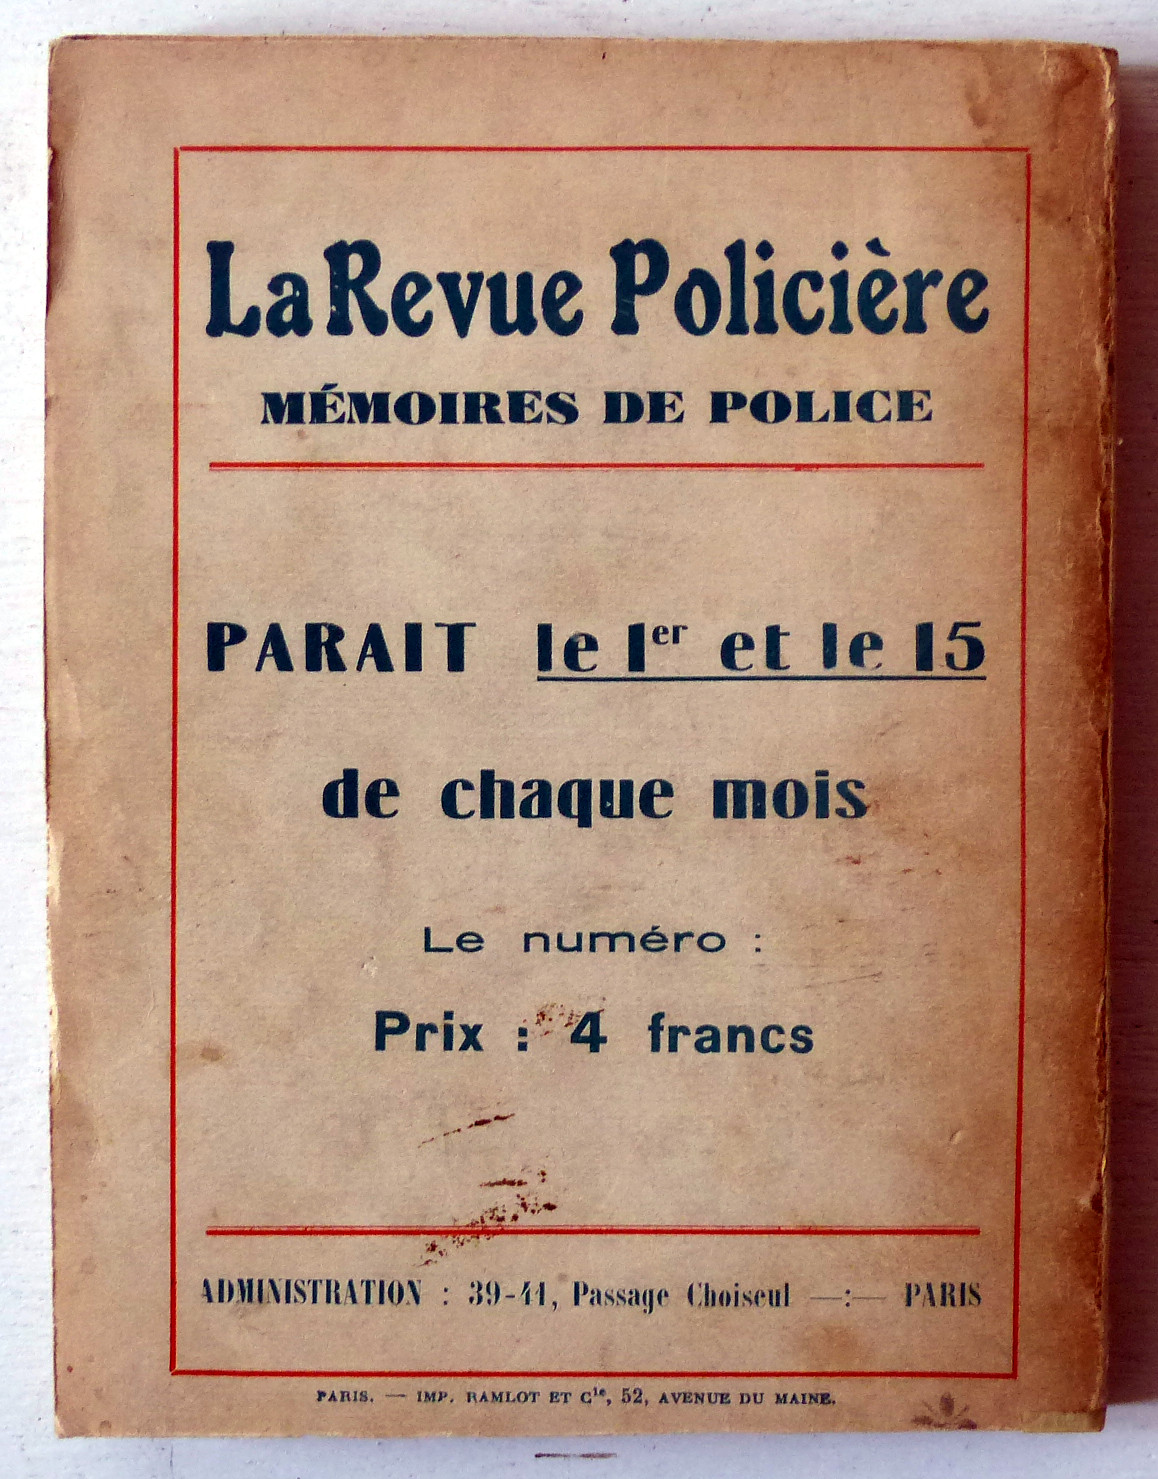 La Revue Policière
MÉMOIRES DE POLICE
PARAIT le 1er et le 15
de chaque mois
Le numéro :
Prix : 4 francs
ADMINISTRATION : 39-41, Passage Choiseul —:— PARIS
PARIS. — IMP. RAMLOT ET Cie, 52, AVENUE DU MAINE.